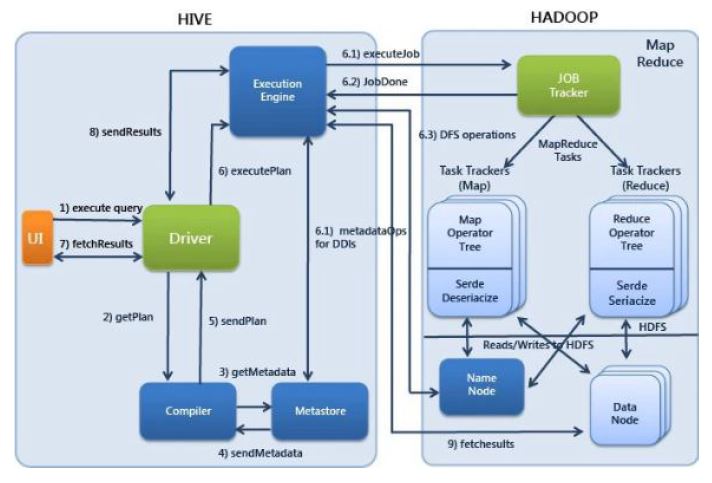 HIVE
HADOOP
Map
Reduce
6.1) executeJob
Execution
Engine
JOB
Tracker
6.2) JobDone
8) sendResults
6.3) DFS operations
MapReduce
Tasks
6) executePlan
Task Trackers
(Map)
Task Trackers
(Reduce)
1) execute query
UI
Driver
7) fetchResults
6.1) metadataOps
for DDIs
Map
Operator
Tree
Reduce
Operator
Tree
Serde
Deseriacize
Serde
Seriacize
2) getPlan
5) sendPlan
HDFS
Reads/Writes to HDFS
3) getMetadata
Name
Node
Compiler
Metastore
Data
Node
4) sendMetadata
9) fetchesults